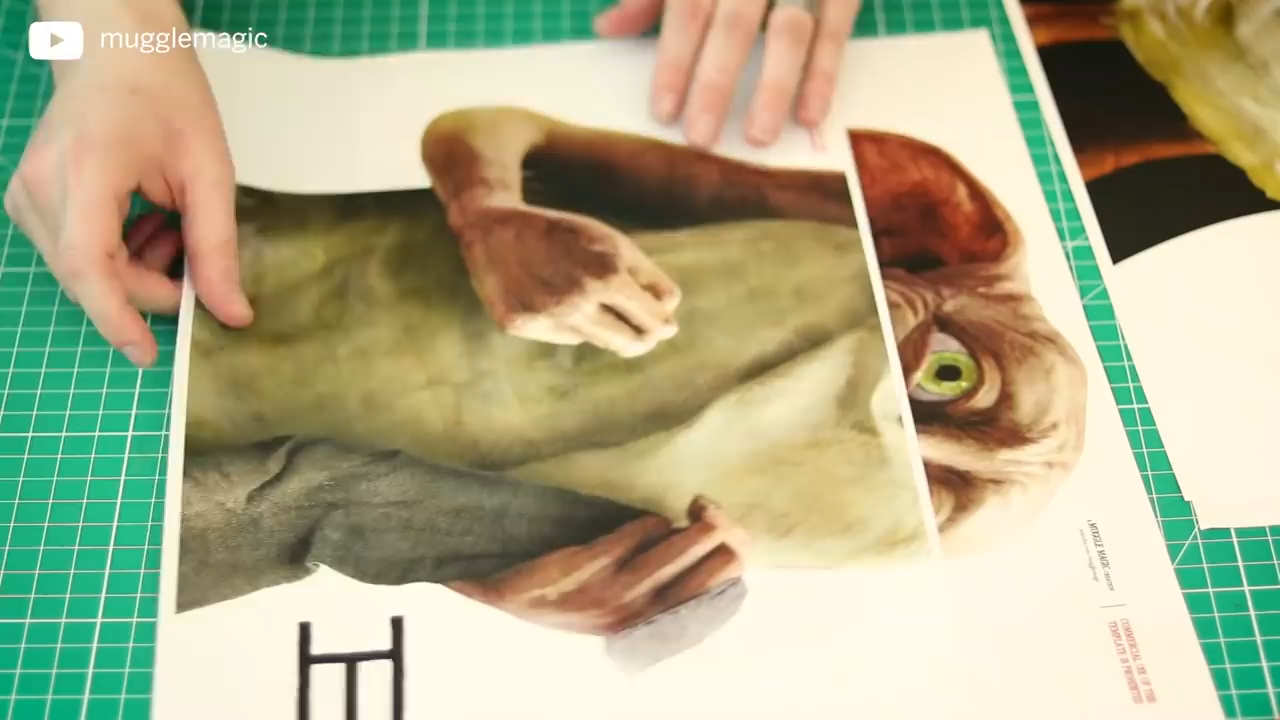 mugglemagic
MUGGLE MAGIC
COMMERCIAL USE OF THIS
TEMPLATE IS PROHIBITED